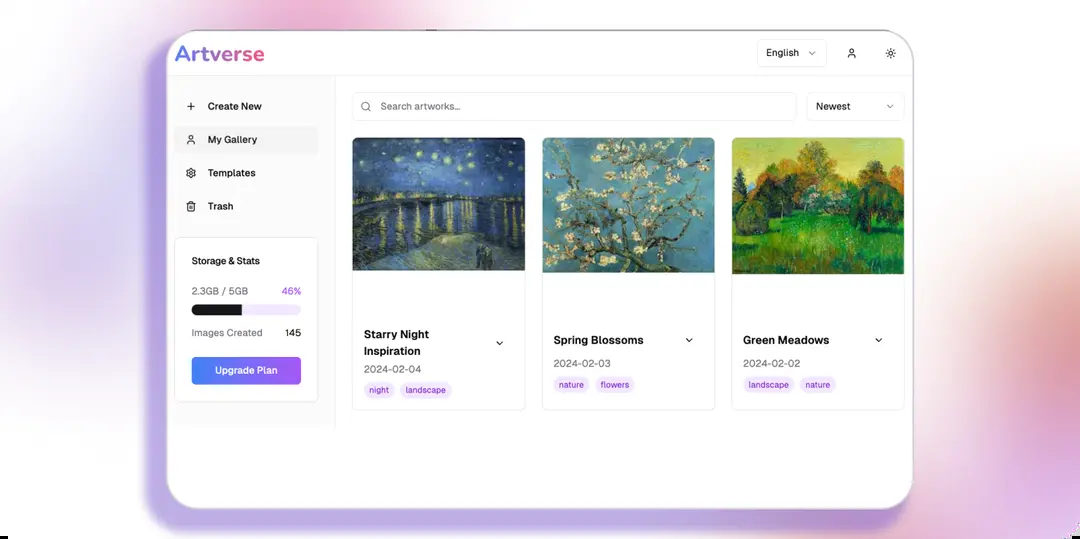 Artverse
English
Create New
My Gallery
Templates
Trash
Storage & Stats
2.3GB / 5GB 46%
Images Created 145
Upgrade Plan
Search artworks...
Newest
Starry Night
Inspiration
2024-02-04
night landscape
Spring Blossoms
2024-02-03
nature flowers
Green Meadows
2024-02-02
landscape nature